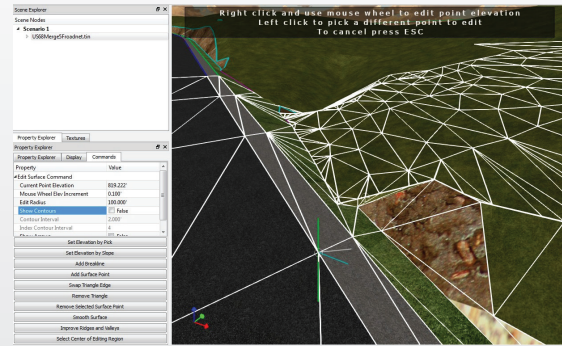 Scene Explorer
Scene Nodes
Scenario 1
US68Merge5Froadnet.tin
Property Explorer Textures
Property Explorer
Property Explorer Display Commands
Property Value
Edit Surface Command
Current Point Elevation 819.222'
Mouse Wheel Elev Increment 0.100'
Edit Radius 100.000'
Show Contours False
Contour Interval 2.000'
Index Contour Interval 4
False
Set Elevation by Pick
Set Elevation by Slope
Add Breakline
Add Surface Point
Swap Triangle Edge
Remove Triangle
Remove Selected Surface Point
Smooth Surface
Improve Ridges and Valleys
Select Center of Editing Region
Right click and use mouse wheel to edit point elevation
Left click to pick a different point to edit
To cancel press ESC